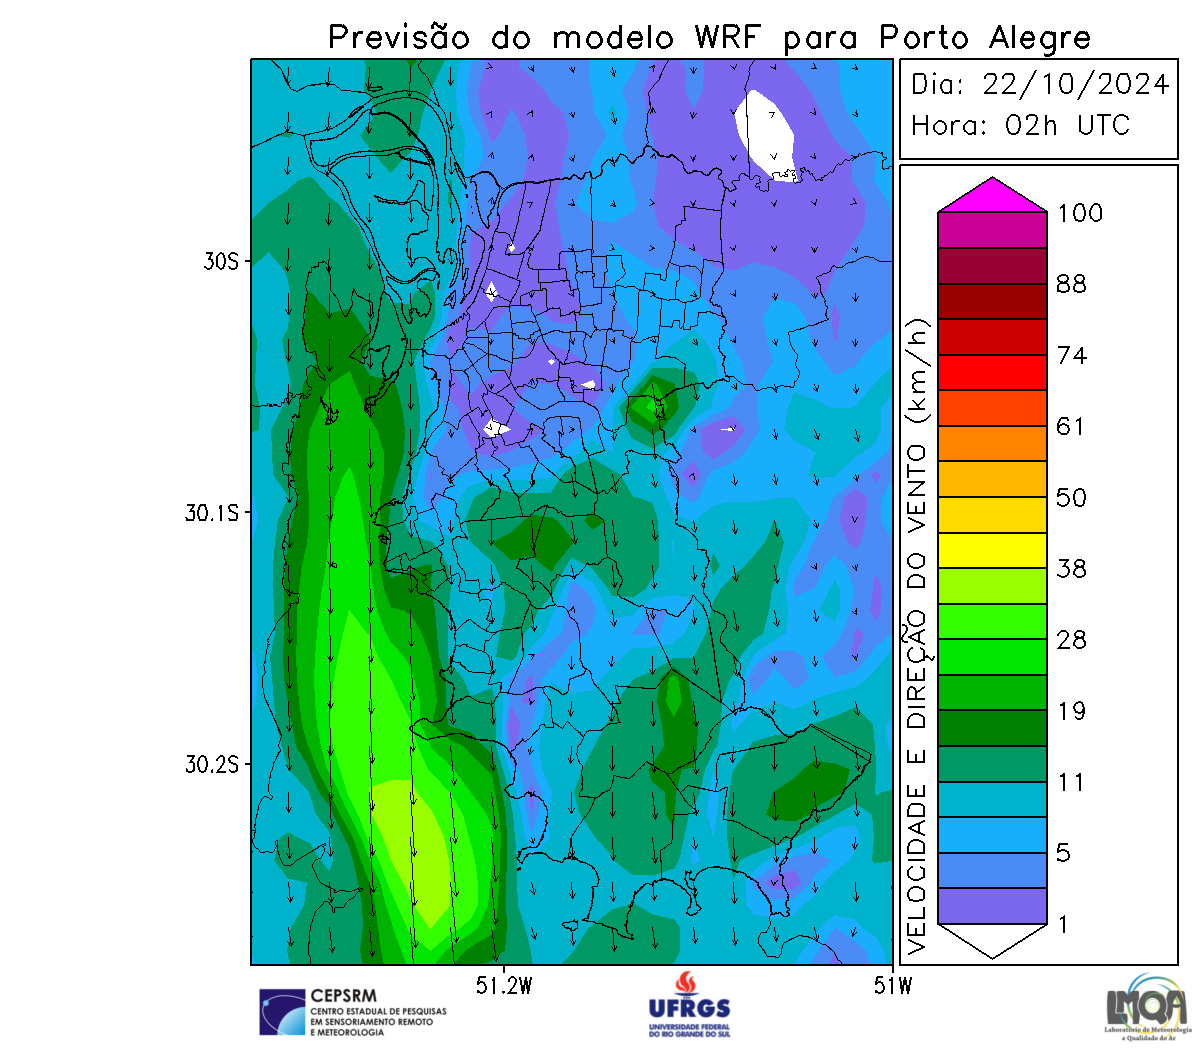 Previsão do modelo WRF para Porto Alegre
Dia: 22/10/2024
Hora: 02h UTC
30S
30.1S
30.2S
51.2W
51W
VELOCIDADE E DIREÇÃO DO VENTO (km/h)
100
88
74
61
50
38
28
19
11
5
1
CEPSRM
CENTRO ESTADUAL DE PESQUISAS
EM SENSORIAMENTO REMOTO
E METEOROLOGIA
UFRGS
UNIVERSIDADE FEDERAL
DO RIO GRANDE DO SUL
LMQA
Laboratório de Meteorologia
e Qualidade do Ar